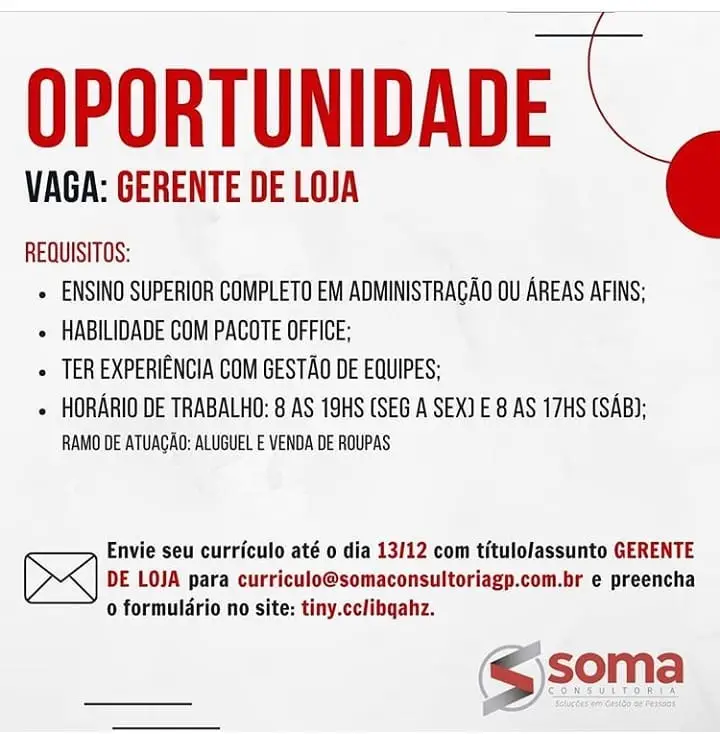 OPORTUNIDADE
VAGA: GERENTE DE LOJA
REQUISITOS:
• ENSINO SUPERIOR COMPLETO EM ADMINISTRAÇÃO OU ÁREAS AFINS;
• HABILIDADE COM PACOTE OFFICE;
• TER EXPERIÊNCIA COM GESTÃO DE EQUIPES;
• HORÁRIO DE TRABALHO: 8 AS 19HS (SEG A SEX) E 8 AS 17HS (SÁB);
RAMO DE ATUAÇÃO: ALUGUEL E VENDA DE ROUPAS
Envie seu currículo até o dia 13/12 com título/assunto GERENTE
DE LOJA para curriculo@somaconsultoriagp.com.br e preencha
o formulário no site: tiny.cc/ibqahz.
soma
CONSULTORIA
Soluções em Gestão de Pessoas